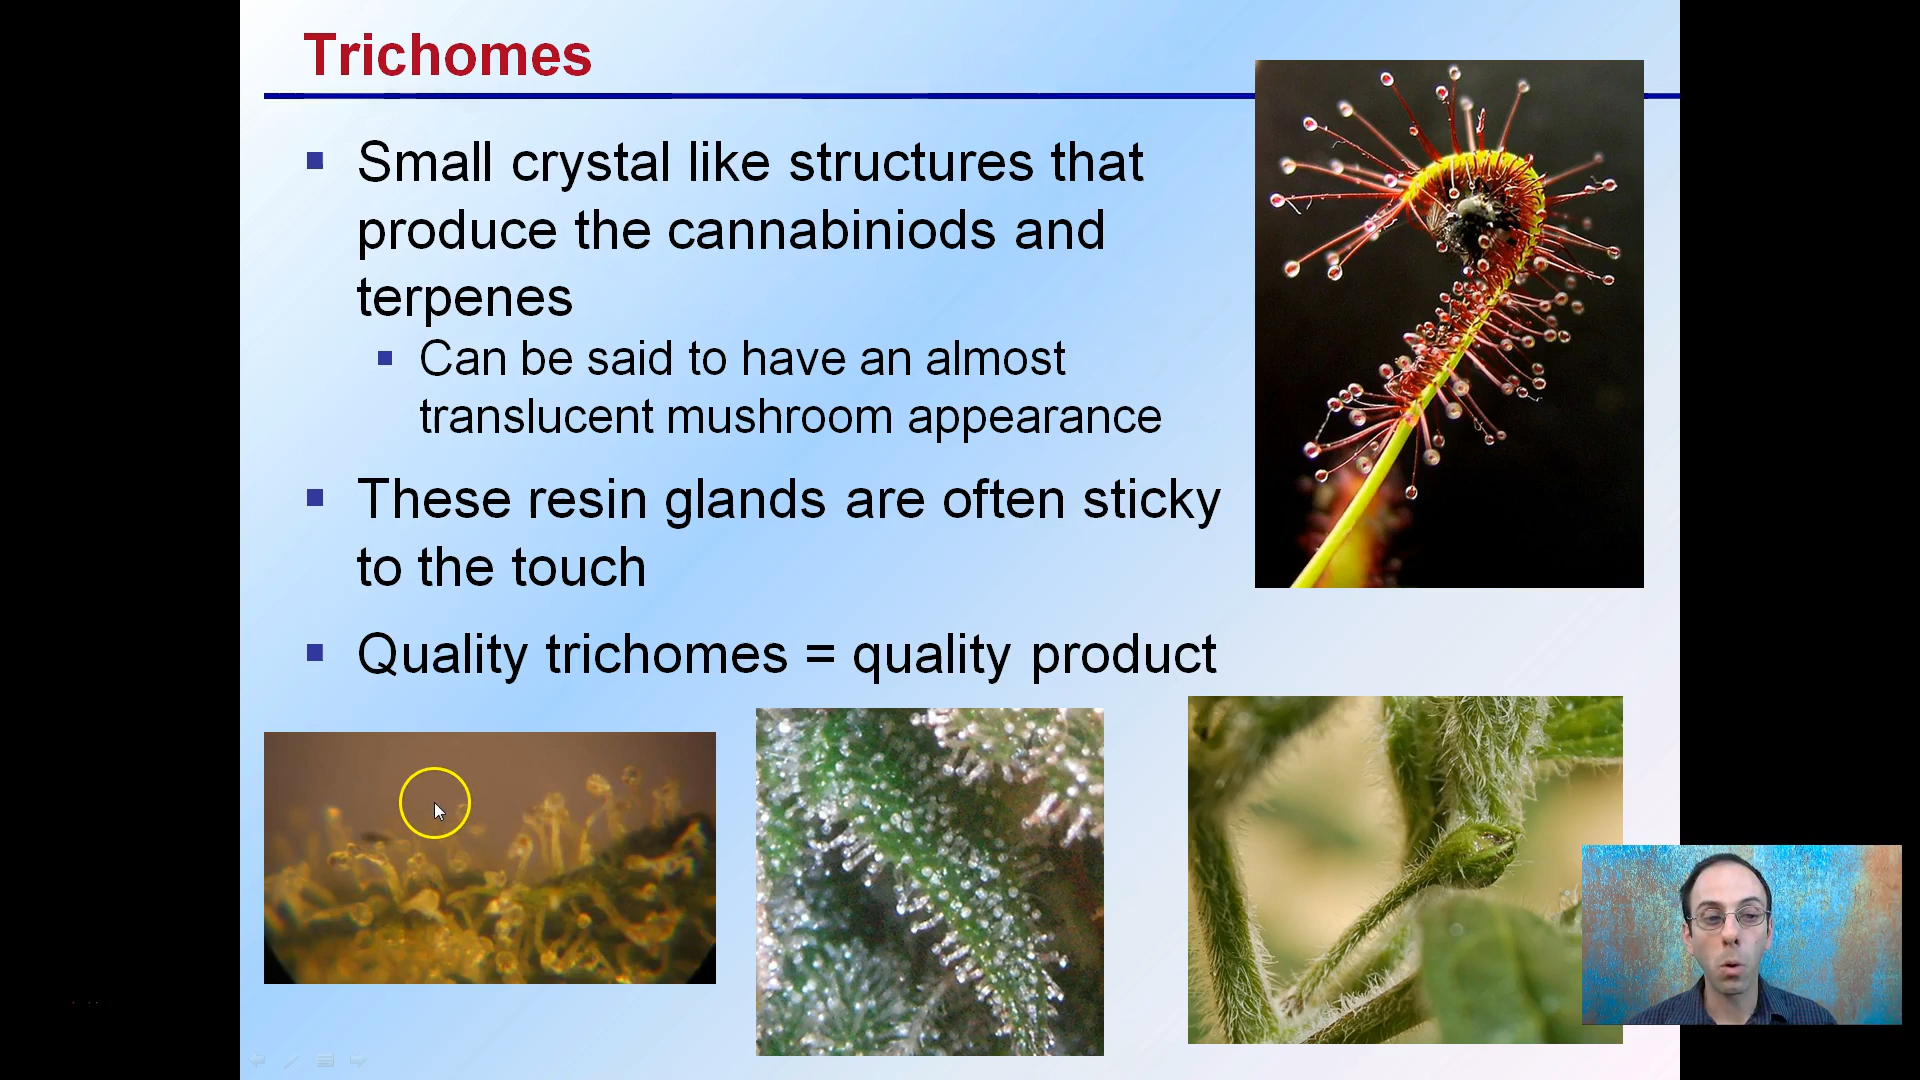 Trichomes
Small crystal like structures that
produce the cannabiniods and
terpenes
Can be said to have an almost
translucent mushroom appearance
These resin glands are often sticky
to the touch
Quality trichomes = quality product